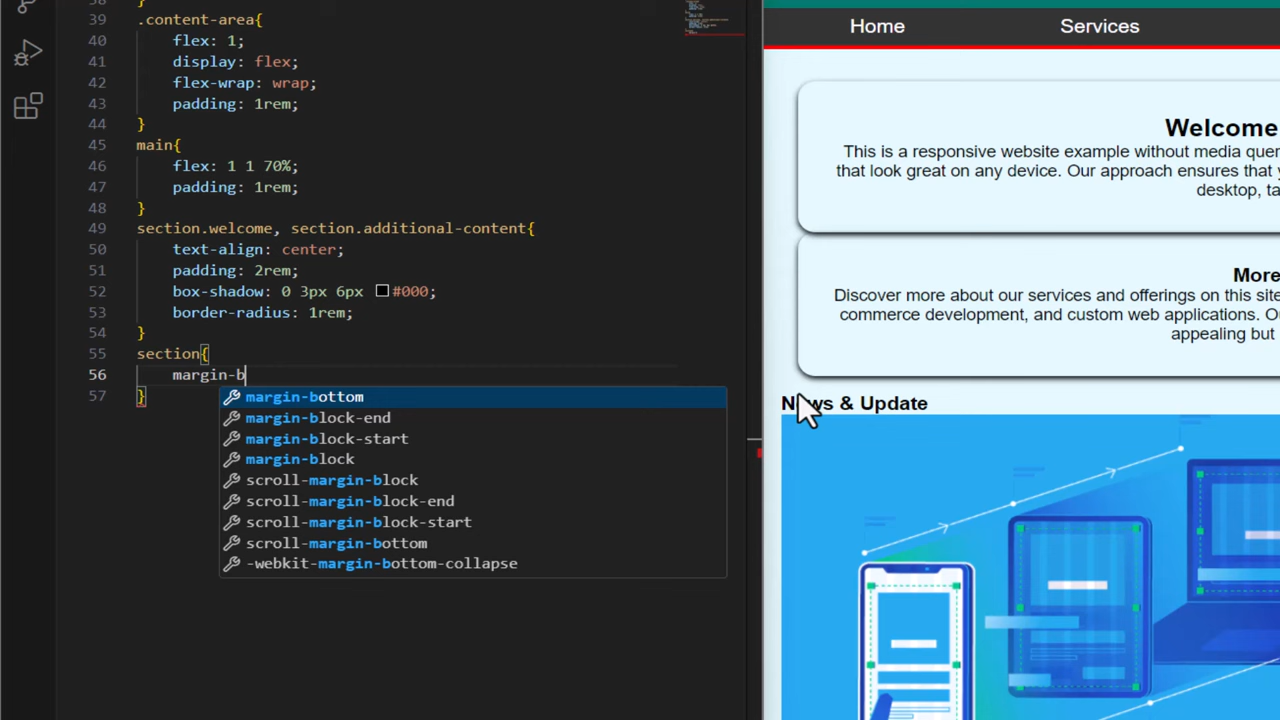 38 }
39 .content-area{
40 flex: 1;
41 display: flex;
42 flex-wrap: wrap;
43 padding: 1rem;
44 }
45 main{
46 flex: 1 1 70%;
47 padding: 1rem;
48 }
49 section.welcome, section.additional-content{
50 text-align: center;
51 padding: 2rem;
52 box-shadow: 0 3px 6px #000;
53 border-radius: 1rem;
54 }
55 section{
56 margin-b
57 }
margin-bottom
margin-block-end
margin-block-start
margin-block
scroll-margin-block
scroll-margin-block-end
scroll-margin-block-start
scroll-margin-bottom
-webkit-margin-bottom-collapse
Home Services
Welcome
This is a responsive website example without media quer
that look great on any device. Our approach ensures that y
desktop, ta
More
Discover more about our services and offerings on this site
commerce development, and custom web applications. O
appealing but
News & Update